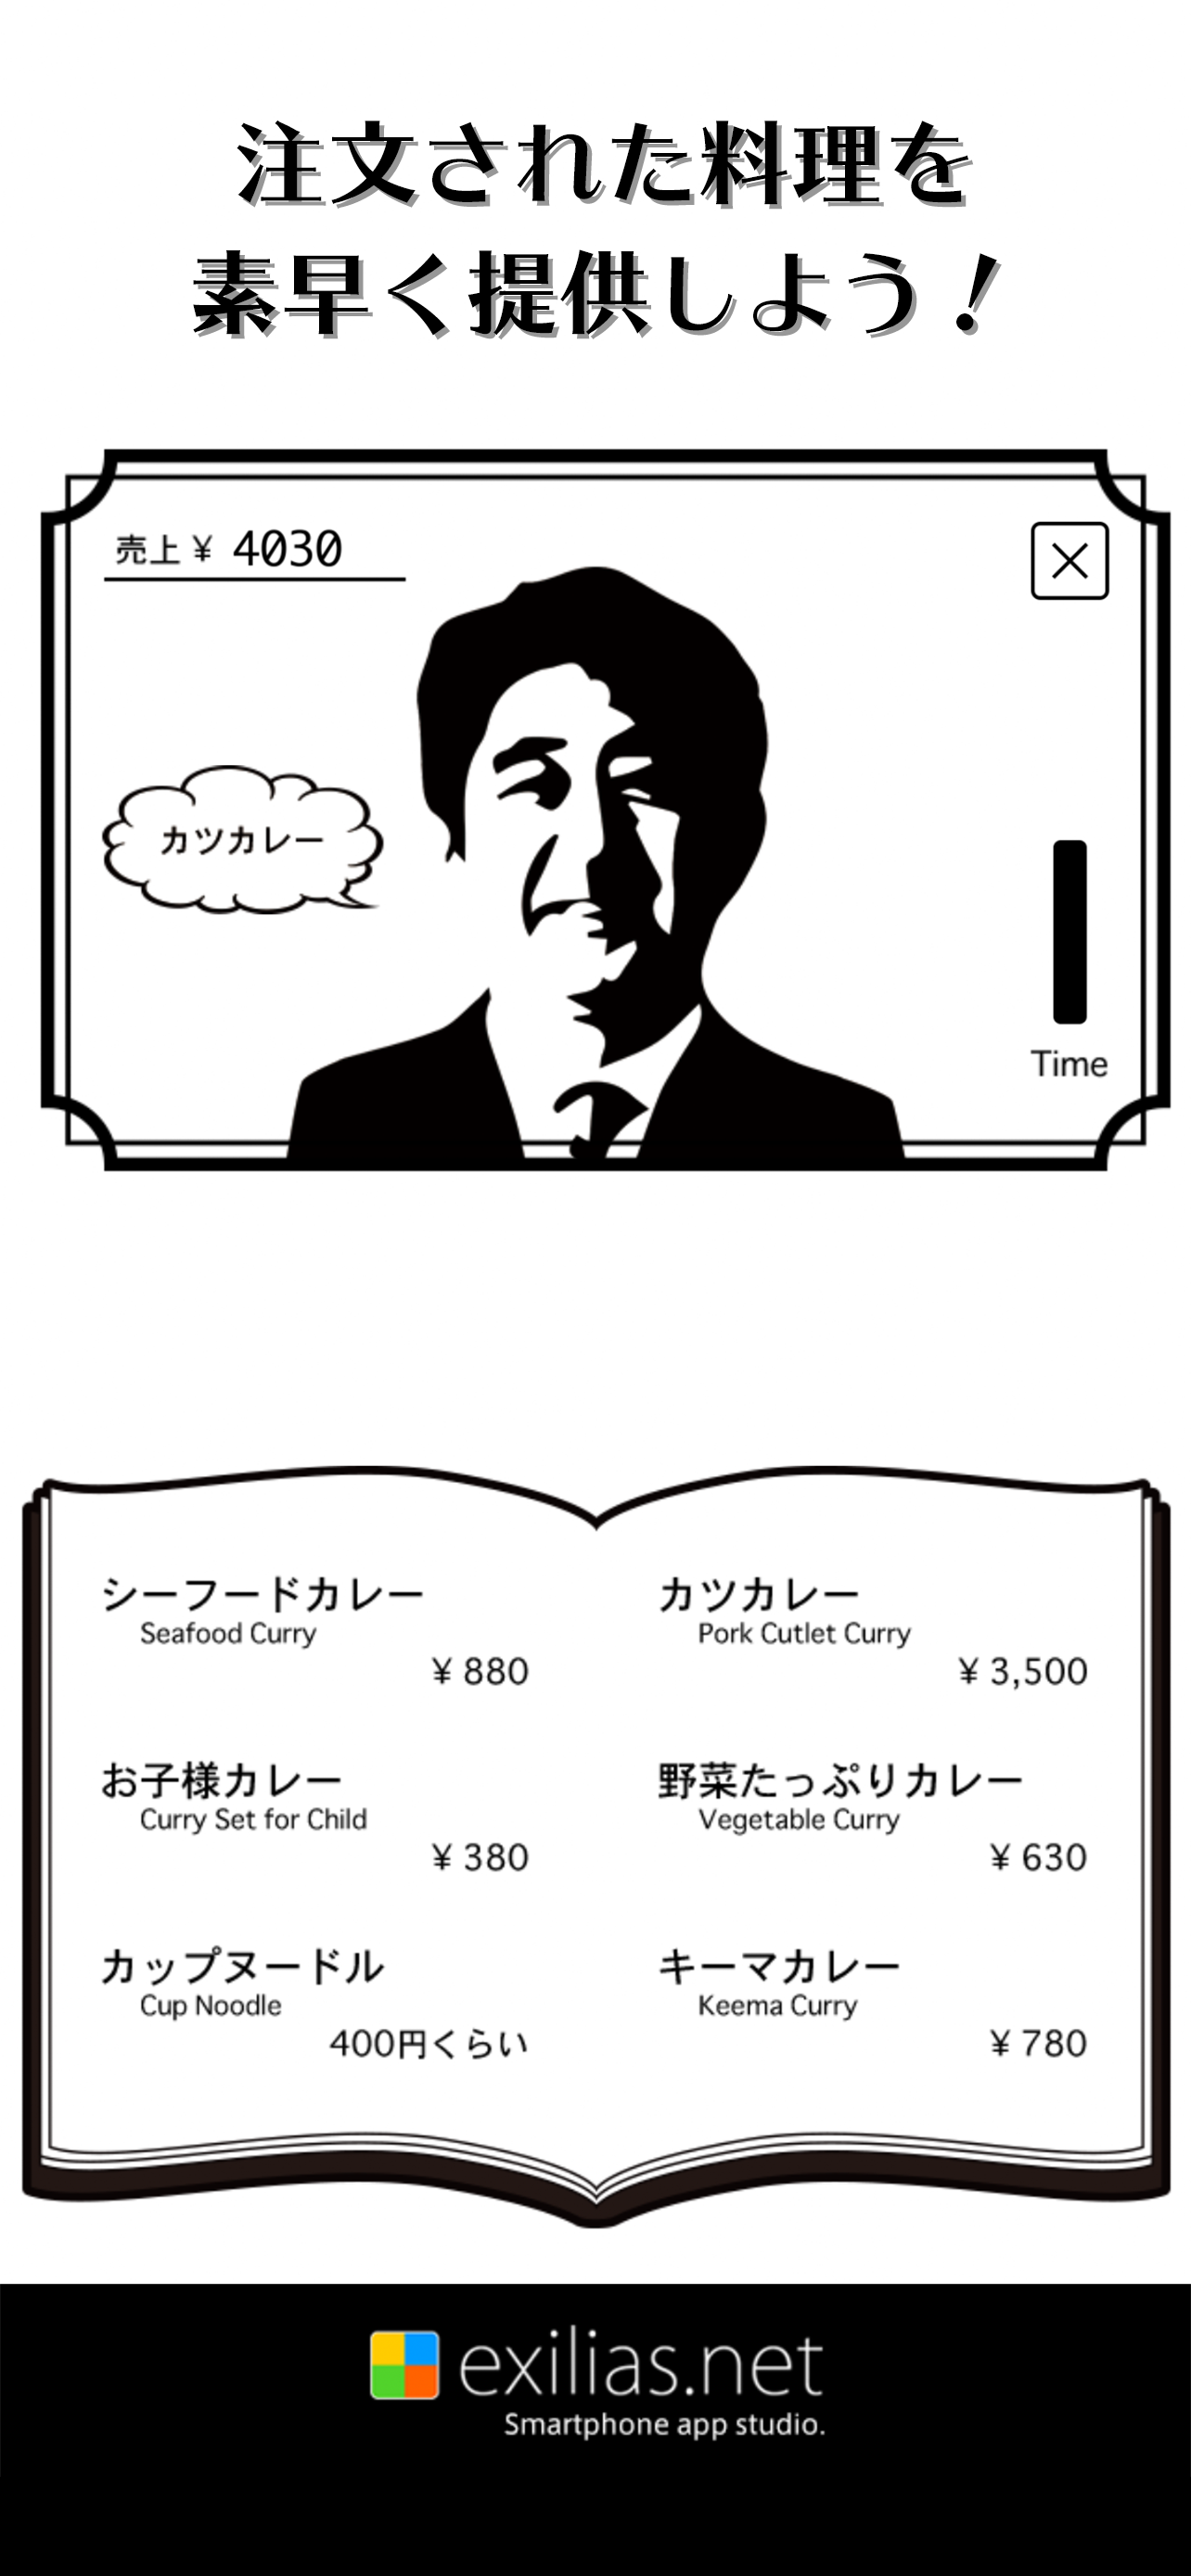 注文された料理を
素早く提供しよう！
売上 ¥ 4030
カツカレー
Time
シーフードカレー
Seafood Curry
¥ 880
お子様カレー
Curry Set for Child
¥ 380
カップヌードル
Cup Noodle
400円くらい
カツカレー
Pork Cutlet Curry
¥ 3,500
野菜たっぷりカレー
Vegetable Curry
¥ 630
キーマカレー
Keema Curry
¥ 780
exilias.net
Smartphone app studio.